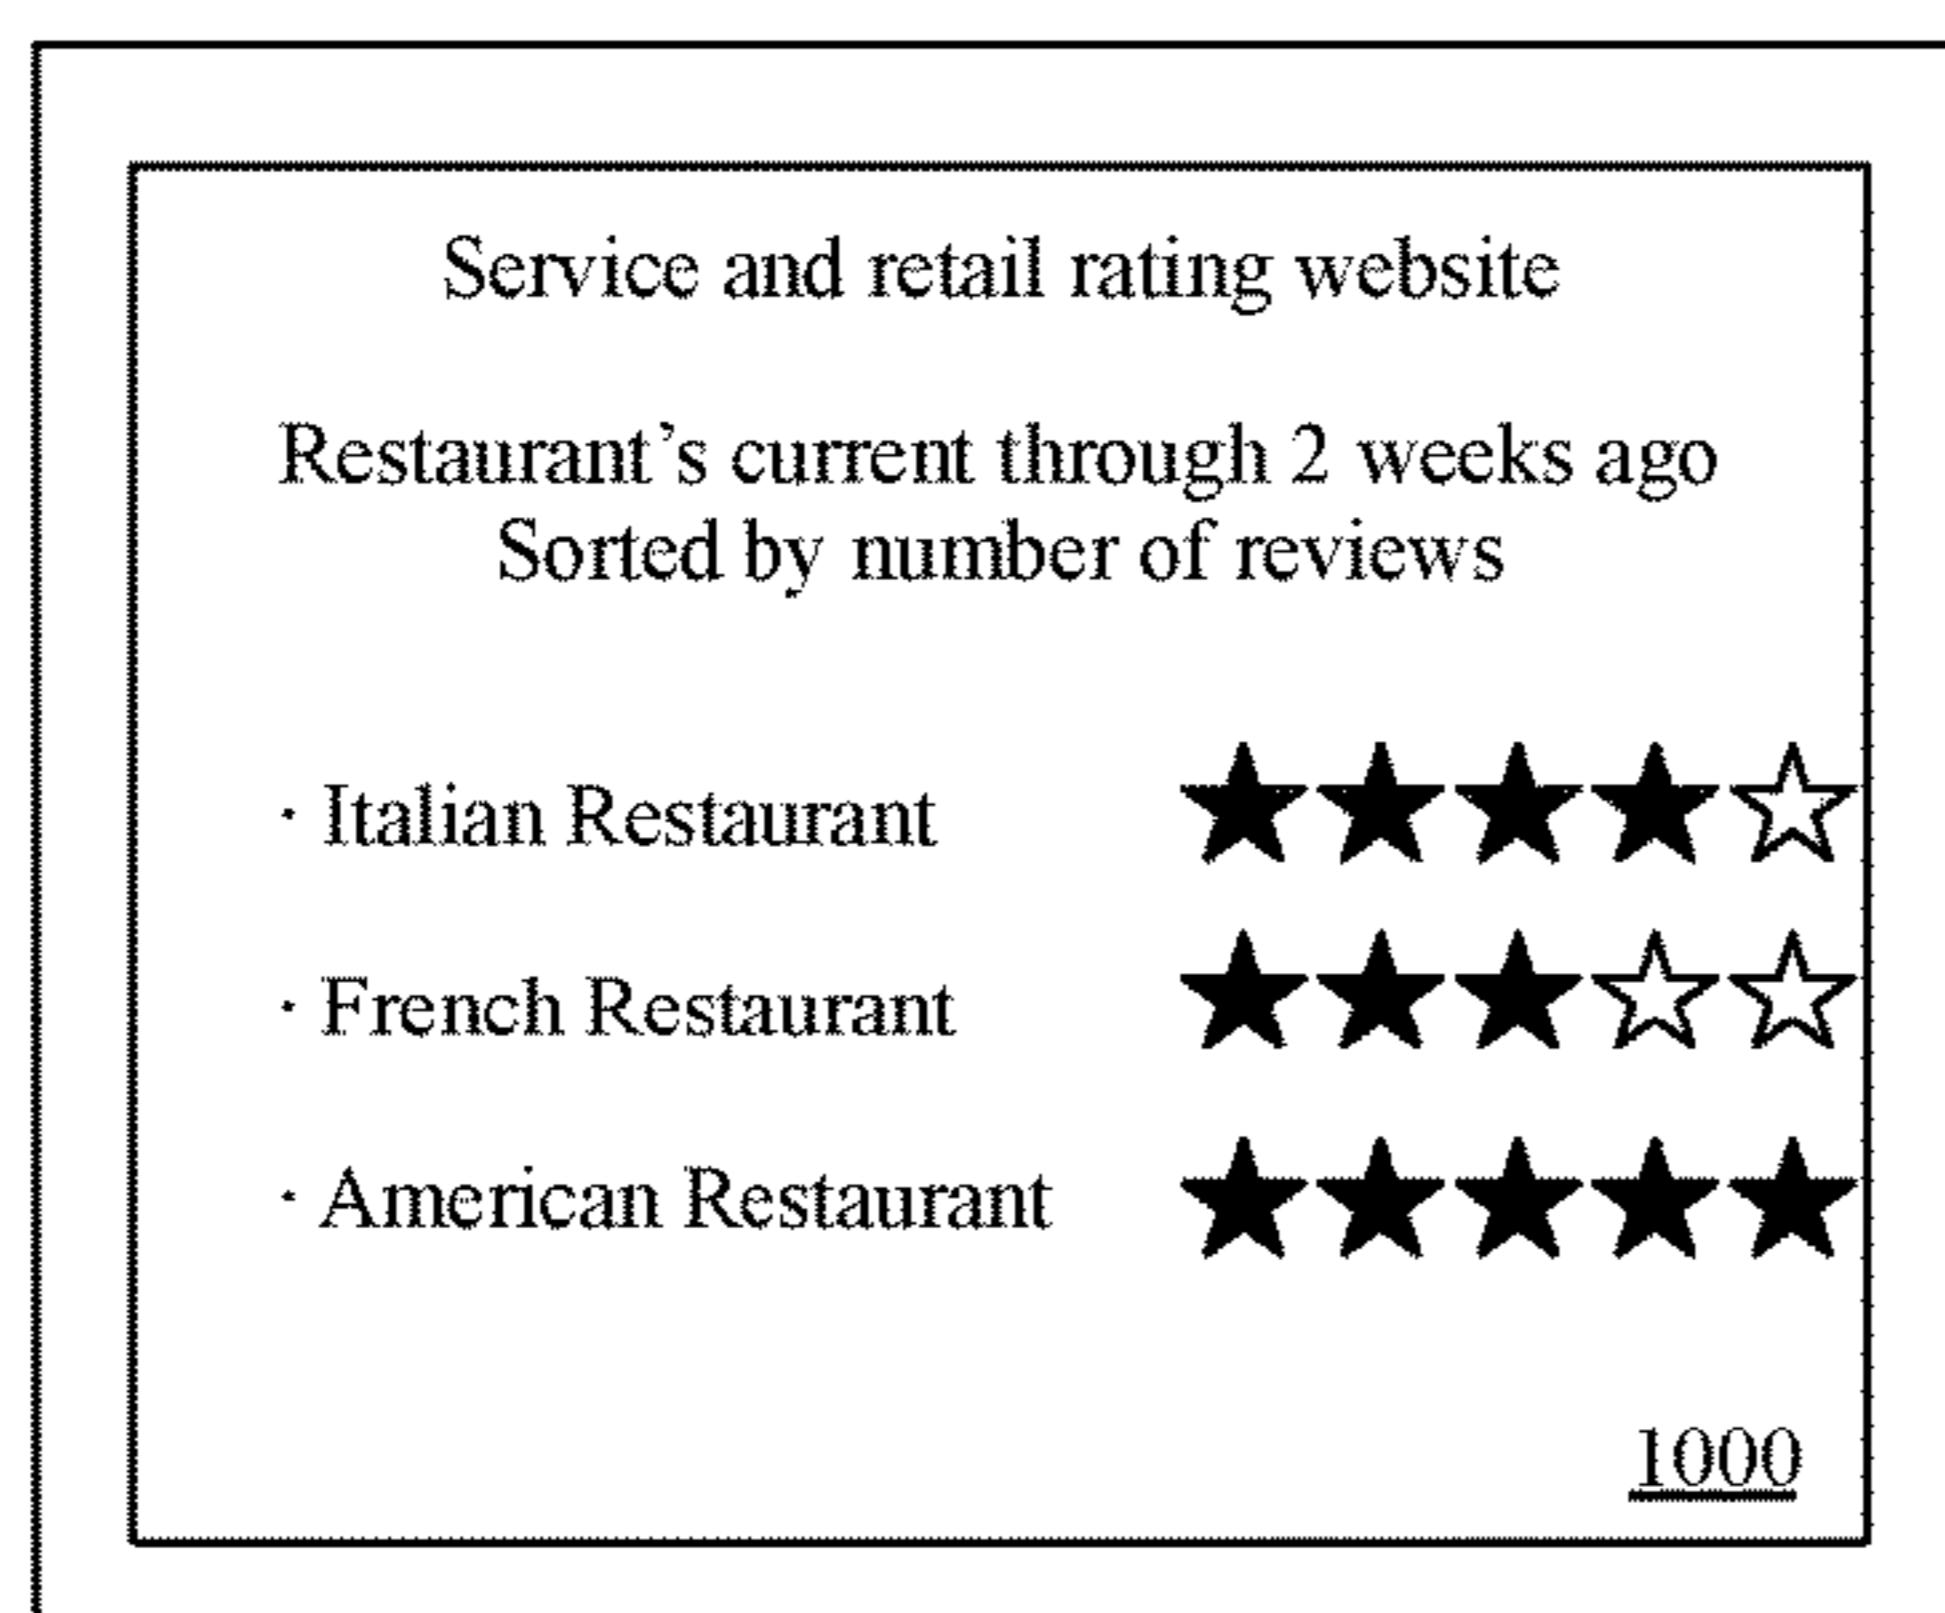 Service and retail rating website
Restaurant’s current through 2 weeks ago
Sorted by number of reviews
· Italian Restaurant
· French Restaurant
· American Restaurant
1000